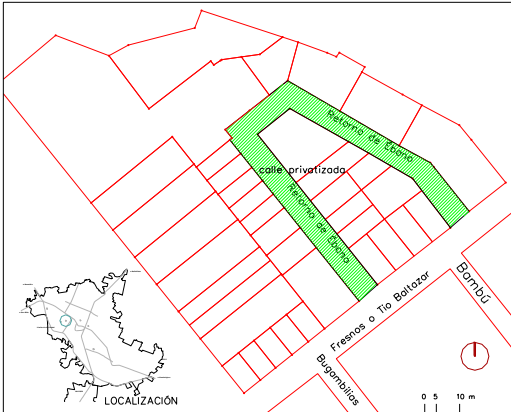 Retorno de Ébano
calle privatizada
Retorno de Ébano
Fresnos o Tío Baltazar
Bambú
Bugambilias
LOCALIZACIÓN
0 5 10 m